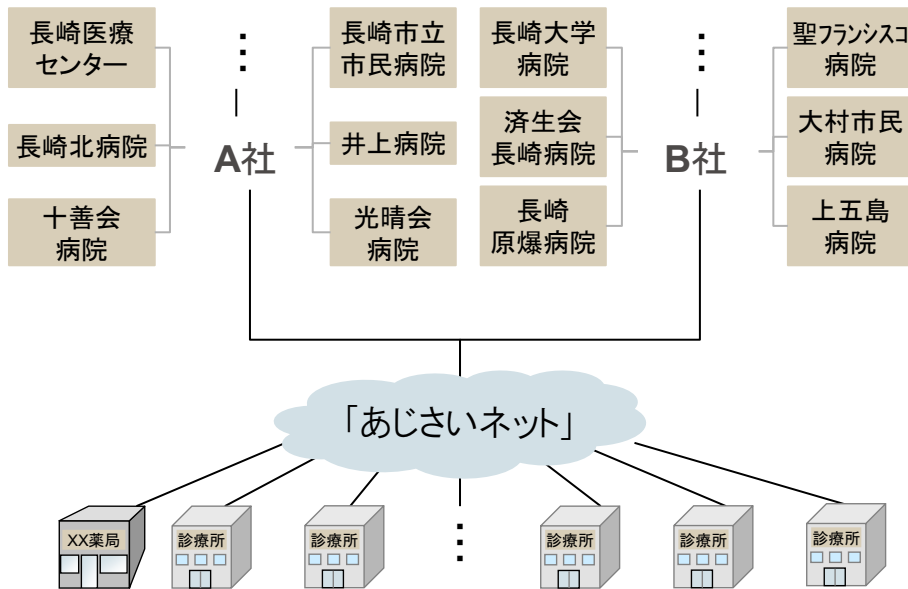 長崎医療
センター
⋮
長崎市立
市民病院
長崎大学
病院
⋮
聖フランシスコ
病院
長崎北病院
A社
井上病院
済生会
長崎病院
B社
大村市民
病院
十善会
病院
光晴会
病院
長崎
原爆病院
上五島
病院
「あじさいネット」
XX薬局
診療所
診療所
⋮
診療所
診療所
診療所